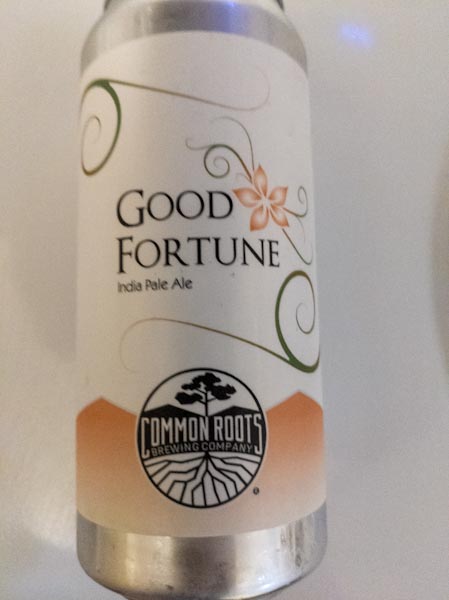 GOOD
FORTUNE
India Pale Ale
COMMON ROOTS
BREWING COMPANY